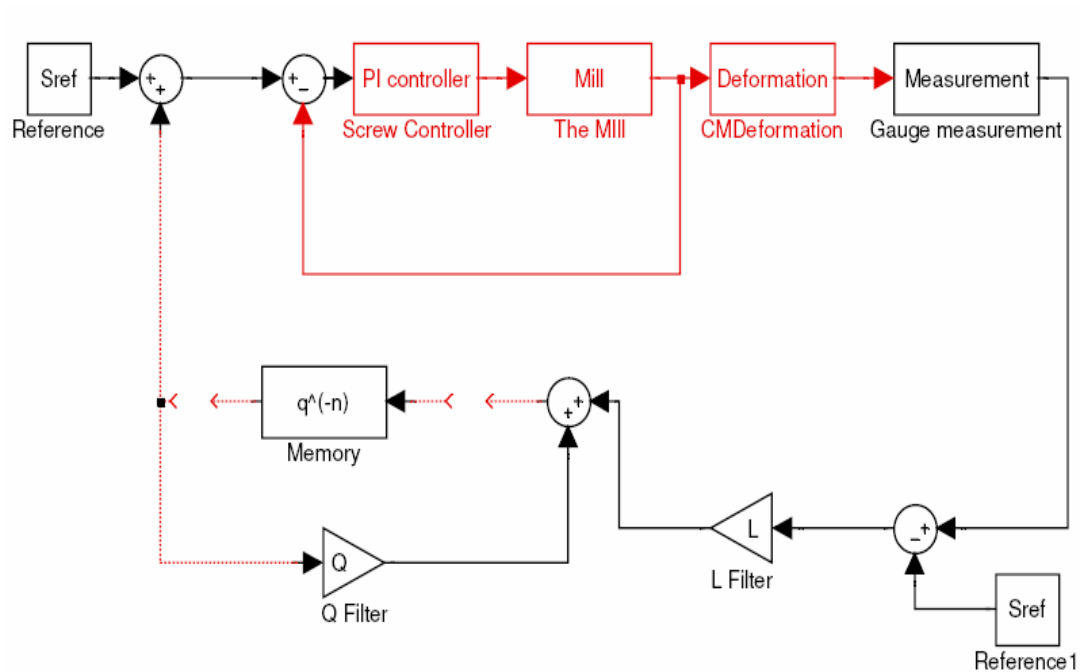 Sref
Reference
+
+
+
−
PI controller
Screw Controller
Mill
The MIll
Deformation
CMDeformation
Measurement
Gauge measurement
q^(-n)
Memory
+
+
Q
Q Filter
L
L Filter
+
−
Sref
Reference1